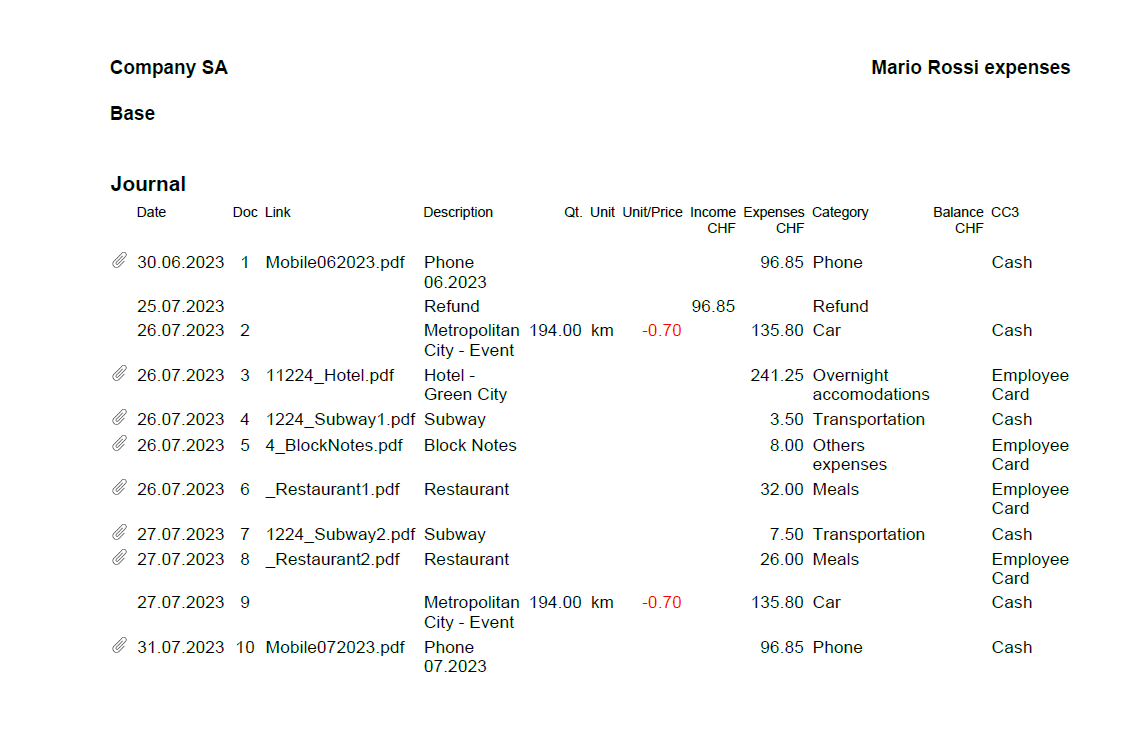 Company SA Mario Rossi expenses
Base
Journal
Date Doc Link Description Qt. Unit Unit/Price Income Expenses Category Balance CC3
CHF CHF CHF
30.06.2023 1 Mobile062023.pdf Phone 96.85 Phone Cash
06.2023
25.07.2023 Refund 96.85 Refund
26.07.2023 2 Metropolitan 194.00 km -0.70 135.80 Car Cash
City - Event
26.07.2023 3 11224_Hotel.pdf Hotel - 241.25 Overnight Employee
Green City accomodations Card
26.07.2023 4 1224_Subway1.pdf Subway 3.50 Transportation Cash
26.07.2023 5 4_BlockNotes.pdf Block Notes 8.00 Others Employee
expenses Card
26.07.2023 6 _Restaurant1.pdf Restaurant 32.00 Meals Employee
Card
27.07.2023 7 1224_Subway2.pdf Subway 7.50 Transportation Cash
27.07.2023 8 _Restaurant2.pdf Restaurant 26.00 Meals Employee
Card
27.07.2023 9 Metropolitan 194.00 km -0.70 135.80 Car Cash
City - Event
31.07.2023 10 Mobile072023.pdf Phone 96.85 Phone Cash
07.2023